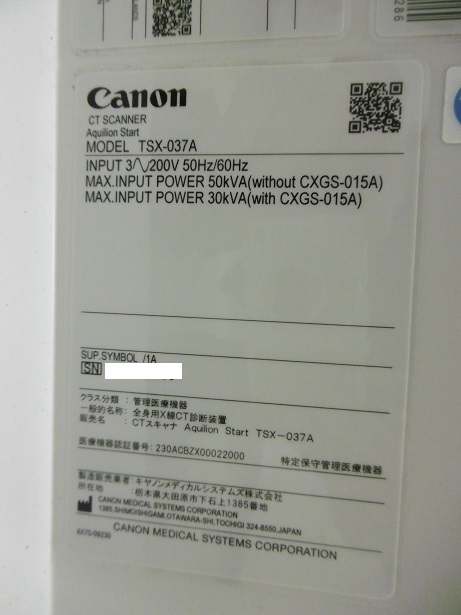 Canon
CT SCANNER
Aquilion Start
MODEL TSX-037A
INPUT 3∿200V 50Hz/60Hz
MAX.INPUT POWER 50kVA(without CXGS-015A)
MAX.INPUT POWER 30kVA(with CXGS-015A)
SUP.SYMBOL /1A
SN
クラス分類 : 管理医療機器
一般的名称: 全身用X線CT診断装置
販売名 : CTスキャナ Aquilion Start TSX-037A
医療機器認証番号: 230ACBZX00022000 特定保守管理医療機器
製造販売業者: キヤノンメディカルシステムズ株式会社
所在地 :栃木県大田原市下石上1385番地
CANON MEDICAL SYSTEMS CORPORATION
1385,SHIMOISHIGAMI,OTAWARA-SHI,TOCHIGI 324-8550,JAPAN
4X7S-09230
CANON MEDICAL SYSTEMS CORPORATION